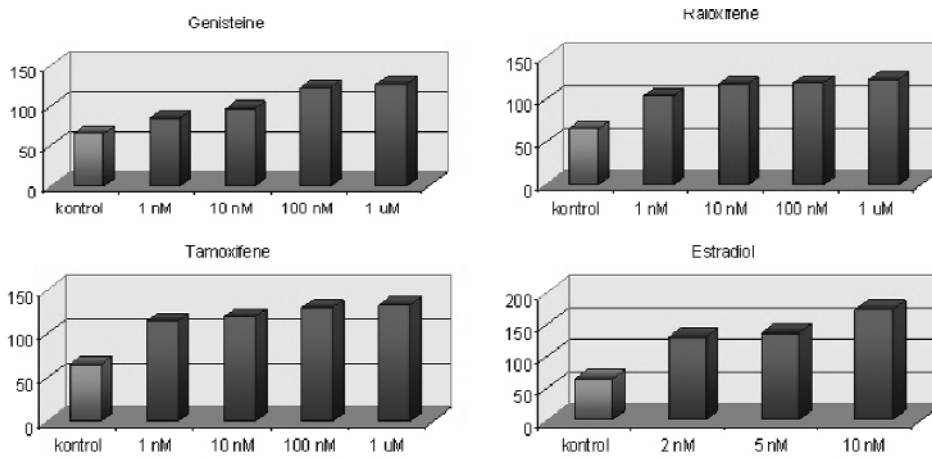 Genisteine
150
100
50
0
kontrol 1 nM 10 nM 100 nM 1 uM
Raloxifene
150
100
50
0
kontrol 1 nM 10 nM 100 nM 1 uM
Tamoxifene
150
100
50
0
kontrol 1 nM 10 nM 100 nM 1 uM
Estradiol
200
150
100
50
0
kontrol 2 nM 5 nM 10 nM